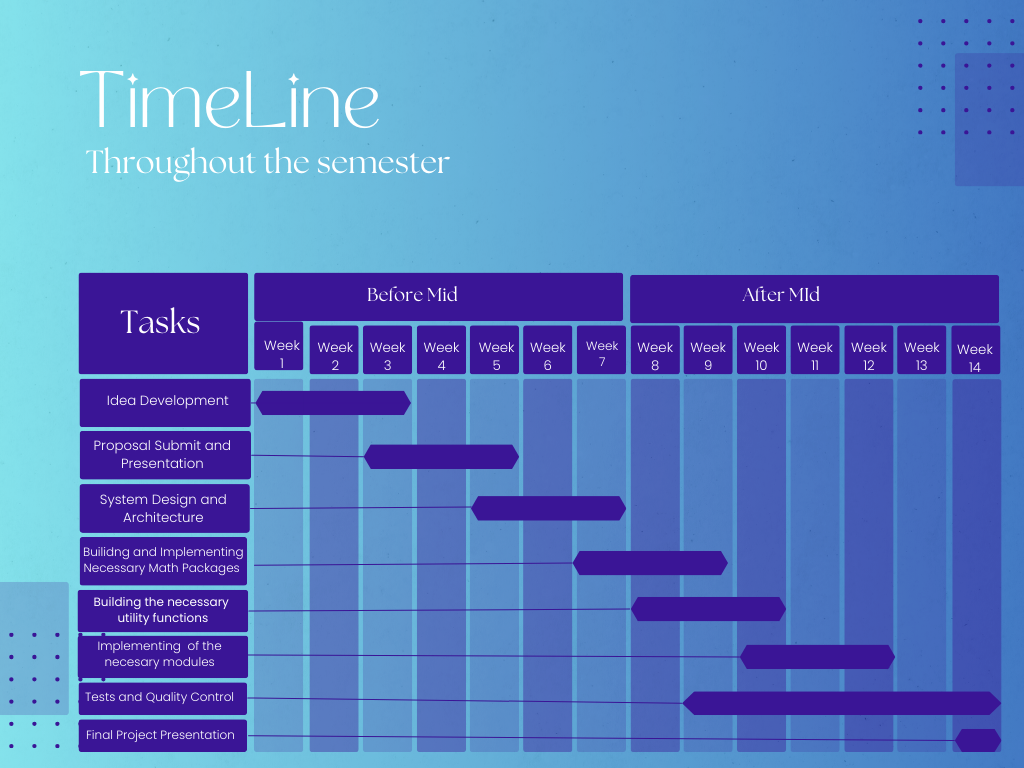 TimeLine
Throughout the semester
Tasks
Before Mid
After MId
Week 1
Week 2
Week 3
Week 4
Week 5
Week 6
Week 7
Week 8
Week 9
Week 10
Week 11
Week 12
Week 13
Week 14
Idea Development
Proposal Submit and
Presentation
System Design and
Architecture
Builidng and Implementing
Necessary Math Packages
Building the necessary
utility functions
Implementing of the
necesary modules
Tests and Quality Control
Final Project Presentation